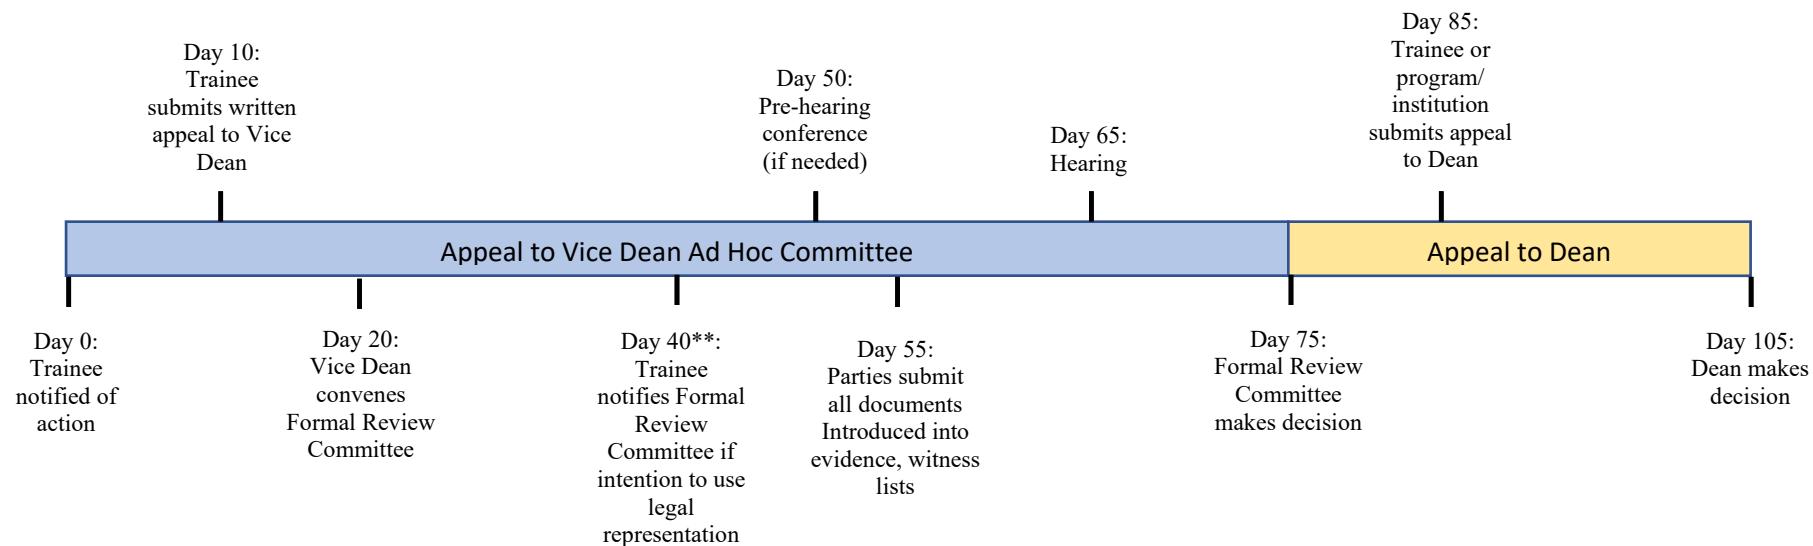 Day 10:
Trainee
submits written
appeal to Vice
Dean
Day 50:
Pre-hearing
conference
(if needed)
Day 65:
Hearing
Day 85:
Trainee or
program/
institution
submits appeal
to Dean
Appeal to Vice Dean Ad Hoc Committee
Appeal to Dean
Day 0:
Trainee
notified of
action
Day 20:
Vice Dean
convenes
Formal Review
Committee
Day 40**:
Trainee
notifies Formal
Review
Committee if
intention to use
legal
representation
Day 55:
Parties submit
all documents
Introduced into
evidence, witness
lists
Day 75:
Formal Review
Committee
makes decision
Day 105:
Dean makes
decision